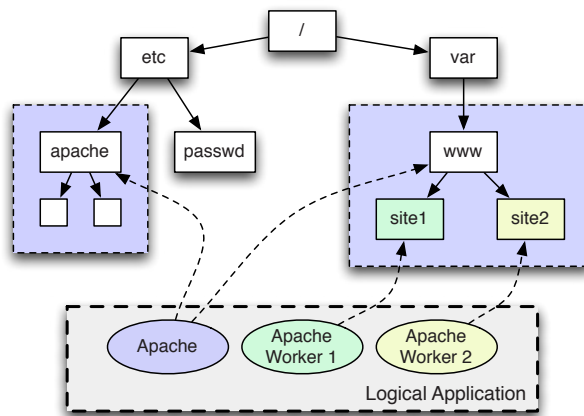 /
etc
var
apache
passwd
www
site1
site2
Apache
Apache
Worker 1
Apache
Worker 2
Logical Application